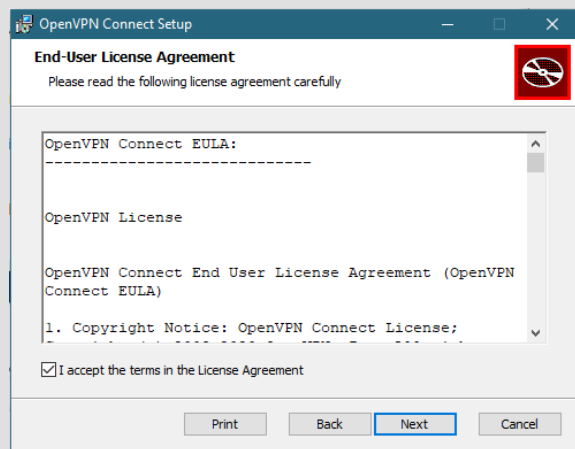 OpenVPN Connect Setup
End-User License Agreement
Please read the following license agreement carefully
OpenVPN Connect EULA:
-----------------------------
OpenVPN License
OpenVPN Connect End User License Agreement (OpenVPN
Connect EULA)
1. Copyright Notice: OpenVPN Connect License;
I accept the terms in the License Agreement
Print
Back
Next
Cancel